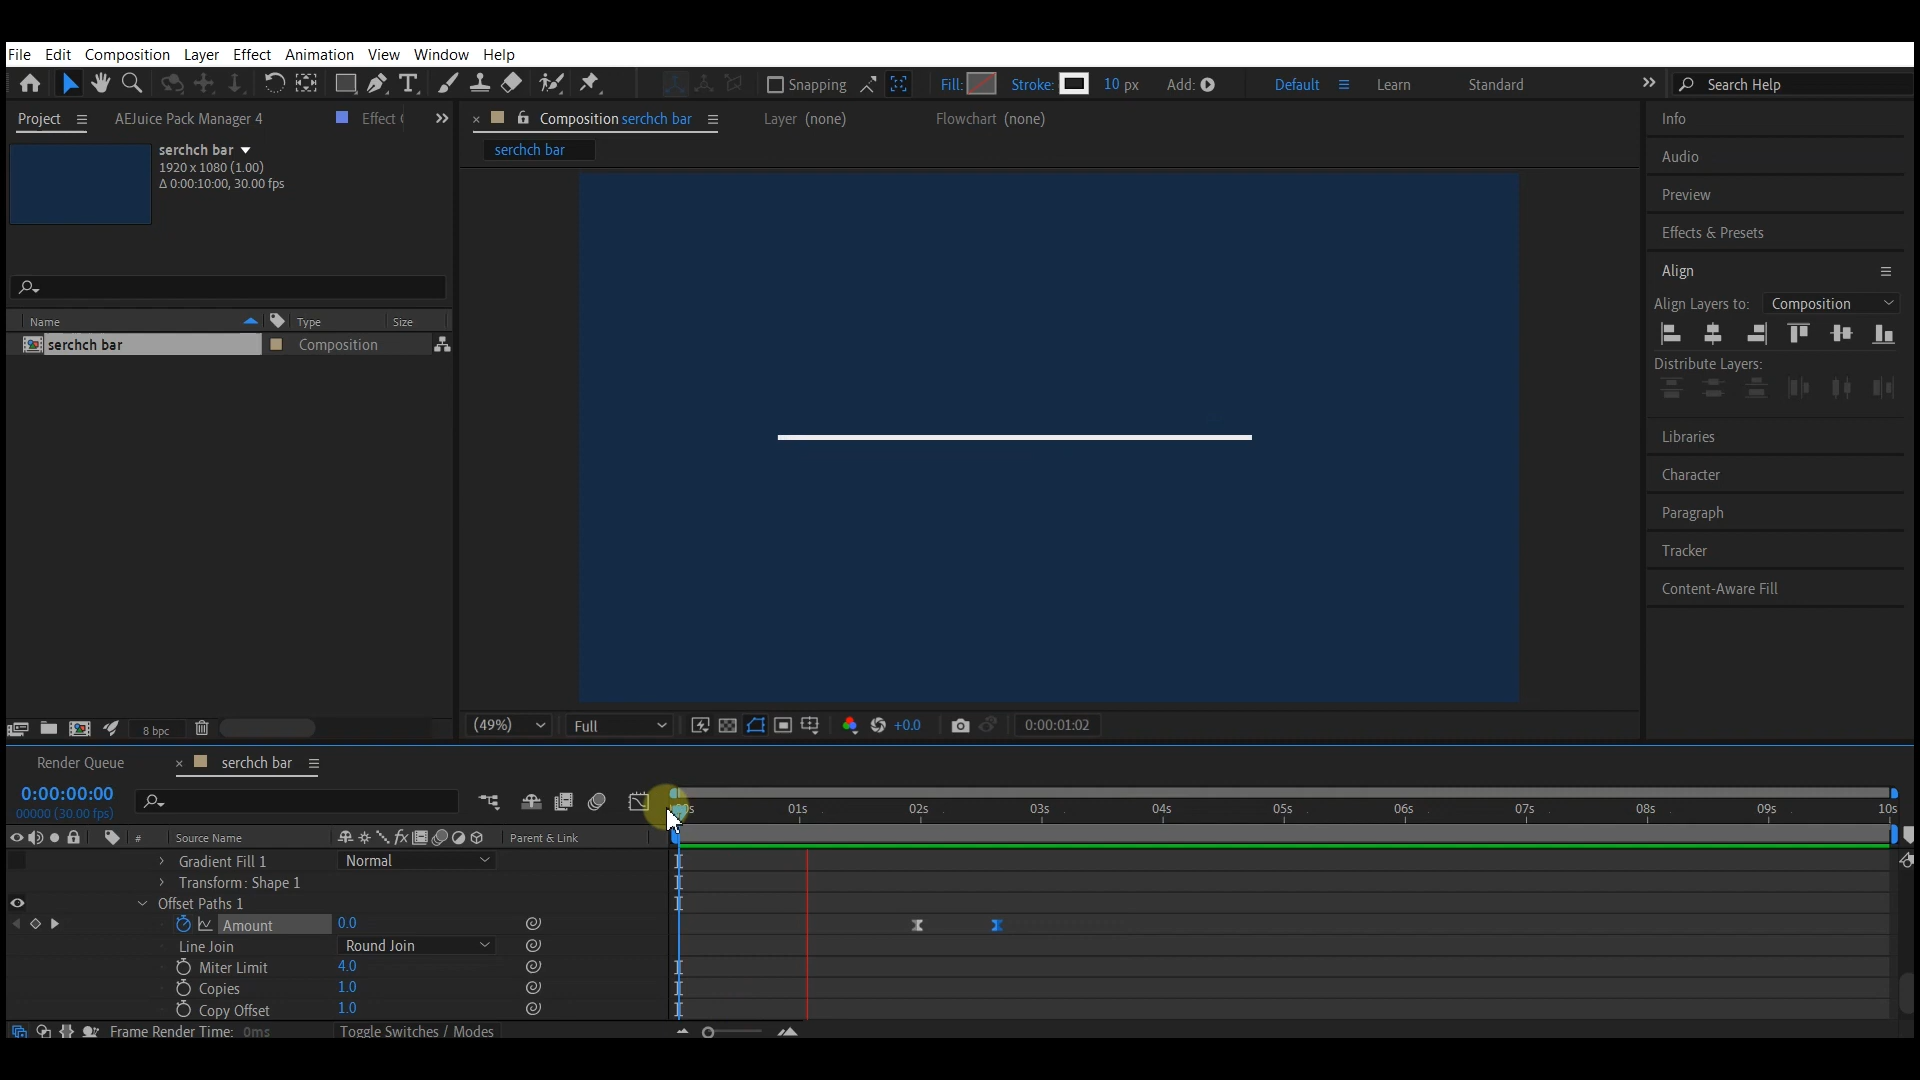 File Edit Composition Layer Effect Animation View Window Help
Snapping Fill: Stroke: 10 px Add: Default Learn Standard Search Help
Project AEJuice Pack Manager 4 Effect Composition serchch bar Layer (none) Flowchart (none)
serchch bar
1920 x 1080 (1.00)
Δ 0:00:10:00, 30.00 fps
serchch bar
Name Type Size
serchch bar Composition
Info
Audio
Preview
Effects & Presets
Align
Align Layers to: Composition
Distribute Layers:
Libraries
Character
Paragraph
Tracker
Content-Aware Fill
8 bpc (49%) Full +0.0 0:00:01:02
Render Queue serchch bar
0:00:00:00
00000 (30.00 fps)
01s 02s 03s 04s 05s 06s 07s 08s 09s 10s
# Source Name Parent & Link
Gradient Fill 1 Normal
Transform: Shape 1
Offset Paths 1
Amount 0.0
Line Join Round Join
Miter Limit 4.0
Copies 1.0
Copy Offset 1.0
Frame Render Time: 0ms Toggle Switches / Modes